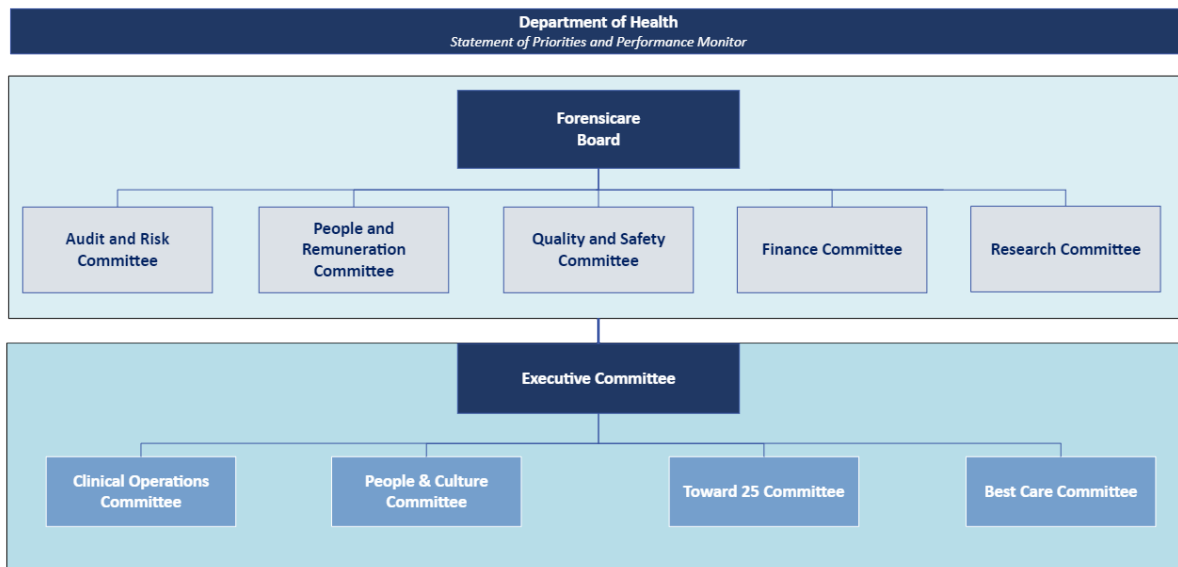 Department of Health
Statement of Priorities and Performance Monitor
Forensicare
Board
Audit and Risk
Committee
People and
Remuneration
Committee
Quality and Safety
Committee
Finance Committee
Research Committee
Executive Committee
Clinical Operations
Committee
People & Culture
Committee
Toward 25 Committee
Best Care Committee